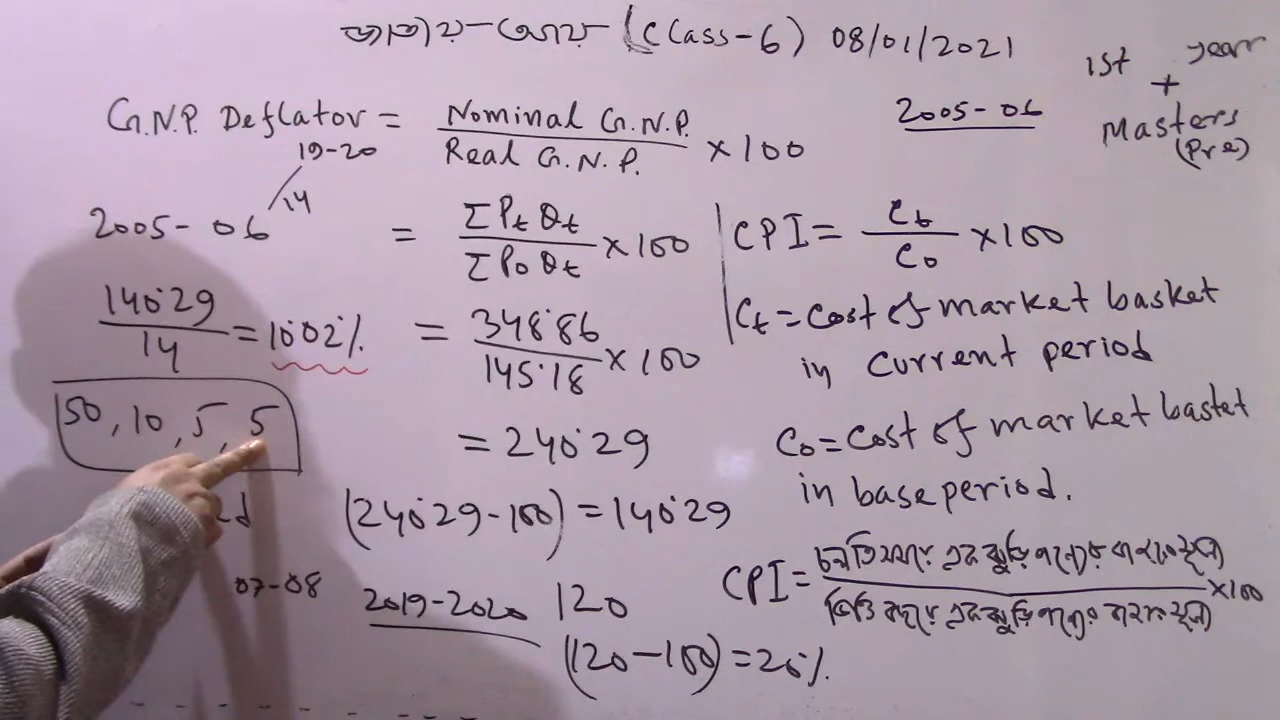 (Class-6) 08/01/2021
1st + year
Masters
(Pre)
2005-06
G.N.P. Deflator = Nominal G.N.P. / Real G.N.P. × 100
19-20
14
2005-06
= ΣPtQt / ΣP0Qt × 100
140.29 / 14 = 10.02%
= 348.86 / 145.18 × 100
50, 10, 5, 5
= 240.29
(240.29-100) = 140.29
07-08
2019-2020 120
(120-100) = 20%
CPI = Ct / C0 × 100
Ct = cost of market basket
in current period
C0 = cost of market basket
in base period.
CPI = × 100